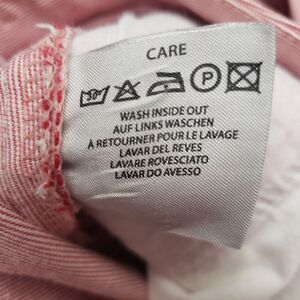 CARE
30 P
WASH INSIDE OUT
AUF LINKS WASCHEN
À RETOURNER POUR LE LAVAGE
LAVAR DEL REVES
LAVARE ROVESCIATO
LAVAR DO AVESSO